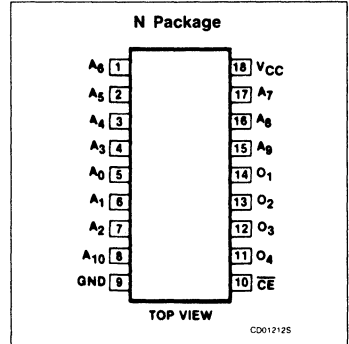 N Package
A6 1 18 VCC
A5 2 17 A7
A4 3 16 A8
A3 4 15 A9
A0 5 14 O1
A1 6 13 O2
A2 7 12 O3
A10 8 11 O4
GND 9 10 CE
TOP VIEW
CD01212S